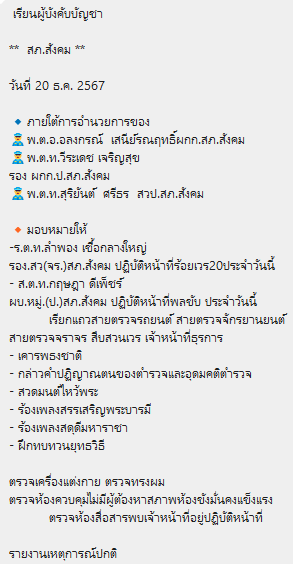 เรียนผู้บังคับบัญชา
** สภ.สังคม **
วันที่ 20 ธ.ค. 2567
🔹ภายใต้การอำนวยการของ
👮พ.ต.อ.อลงกรณ์ เสนีย์รณฤทธิ์ผกก.สภ.สังคม
👮พ.ต.ท.วีระเดช เจริญสุข
รอง ผกก.ป.สภ.สังคม
👮พ.ต.ท.สุริยันต์ ศรีธร สวป.สภ.สังคม
🔸มอบหมายให้
-ร.ต.ท.ลำพอง เชื้อกลางใหญ่
รอง.สว(จร.)สภ.สังคม ปฏิบัติหน้าที่ร้อยเวร20ประจำวันนี้
- ส.ต.ท.กฤษฎา ดีเพ็ชร์
ผบ.หมู่.(ป.)สภ.สังคม ปฏิบัติหน้าที่พลขับ ประจำวันนี้
เรียกแถวสายตรวจรถยนต์ สายตรวจจักรยานยนต์
สายตรวจจราจร สืบสวนเวร เจ้าหน้าที่ธุรการ
- เคารพธงชาติ
- กล่าวคำปฏิญาณตนของตำรวจและอุดมคติตำรวจ
- สวดมนต์ไหว้พระ
- ร้องเพลงสรรเสริญพระบารมี
- ร้องเพลงสดุดีมหาราชา
- ฝึกทบทวนยุทธวิธี
ตรวจเครื่องแต่งกาย ตรวจทรงผม
ตรวจห้องควบคุมไม่มีผู้ต้องหาสภาพห้องขังมั่นคงแข็งแรง
ตรวจห้องสื่อสารพบเจ้าหน้าที่อยู่ปฏิบัติหน้าที่
รายงานเหตุการณ์ปกติ